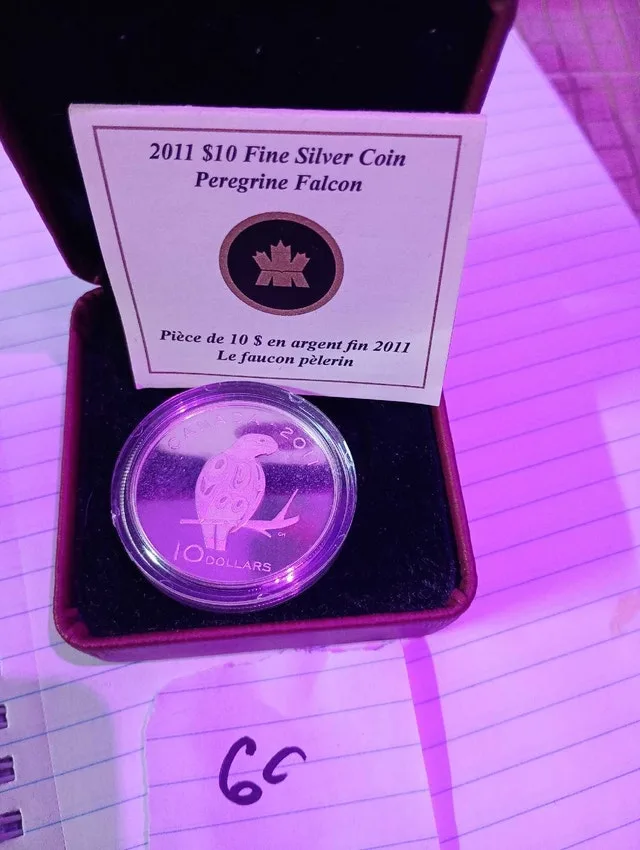 2011 $10 Fine Silver Coin
Peregrine Falcon
Pièce de 10 $ en argent fin 2011
Le faucon pèlerin
CANADA 2011
10 DOLLARS